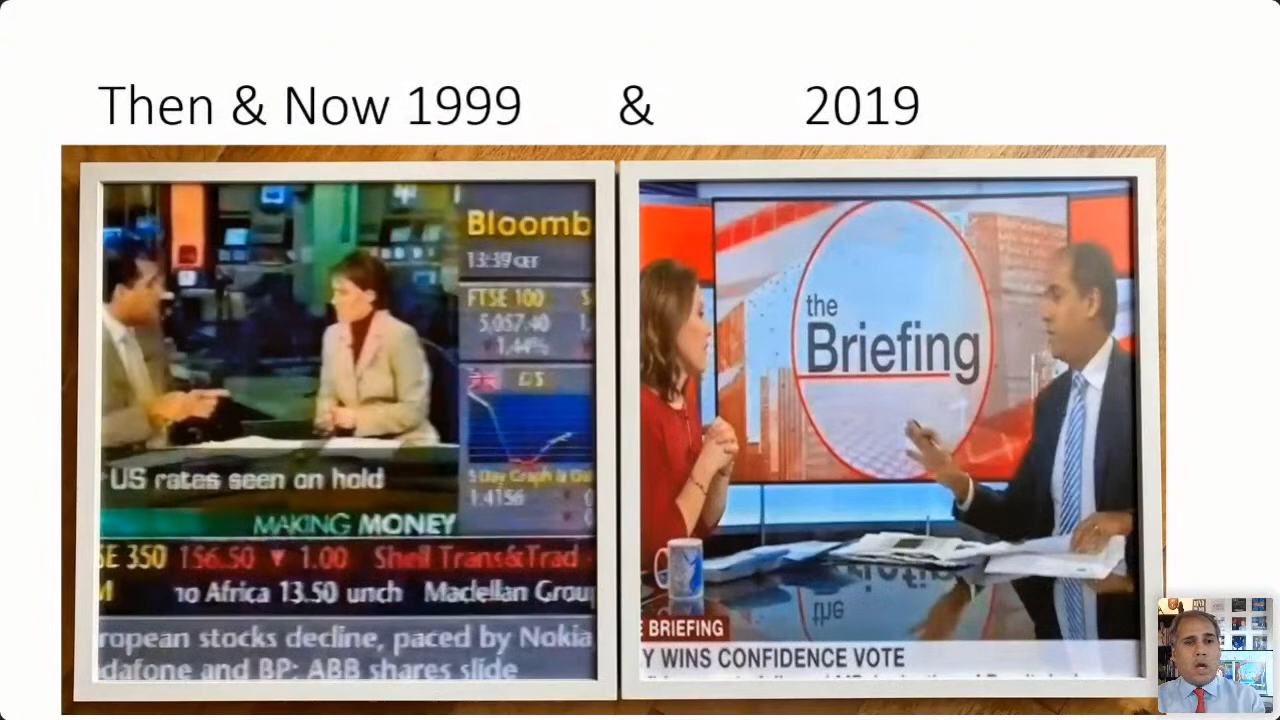 Then & Now 1999 & 2019
Bloomb
13:39 CET
FTSE 100
5,057.40
1.44%
£/$
US rates seen on hold
5 Day Graph
1.4156
MAKING MONEY
SE 350 156.50 ▼ 1.00 Shell Trans&Trad
no Africa 13.50 unch Maclellan Grou
ropean stocks decline, paced by Nokia
dafone and BP; ABB shares slide
the
Briefing
E BRIEFING
Y WINS CONFIDENCE VOTE